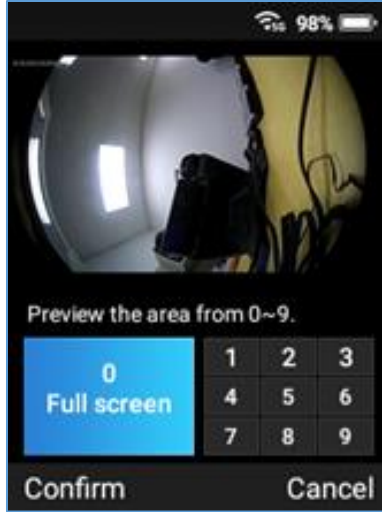 5G 98%
Preview the area from 0~9.
0
Full screen
1 2 3
4 5 6
7 8 9
Confirm Cancel